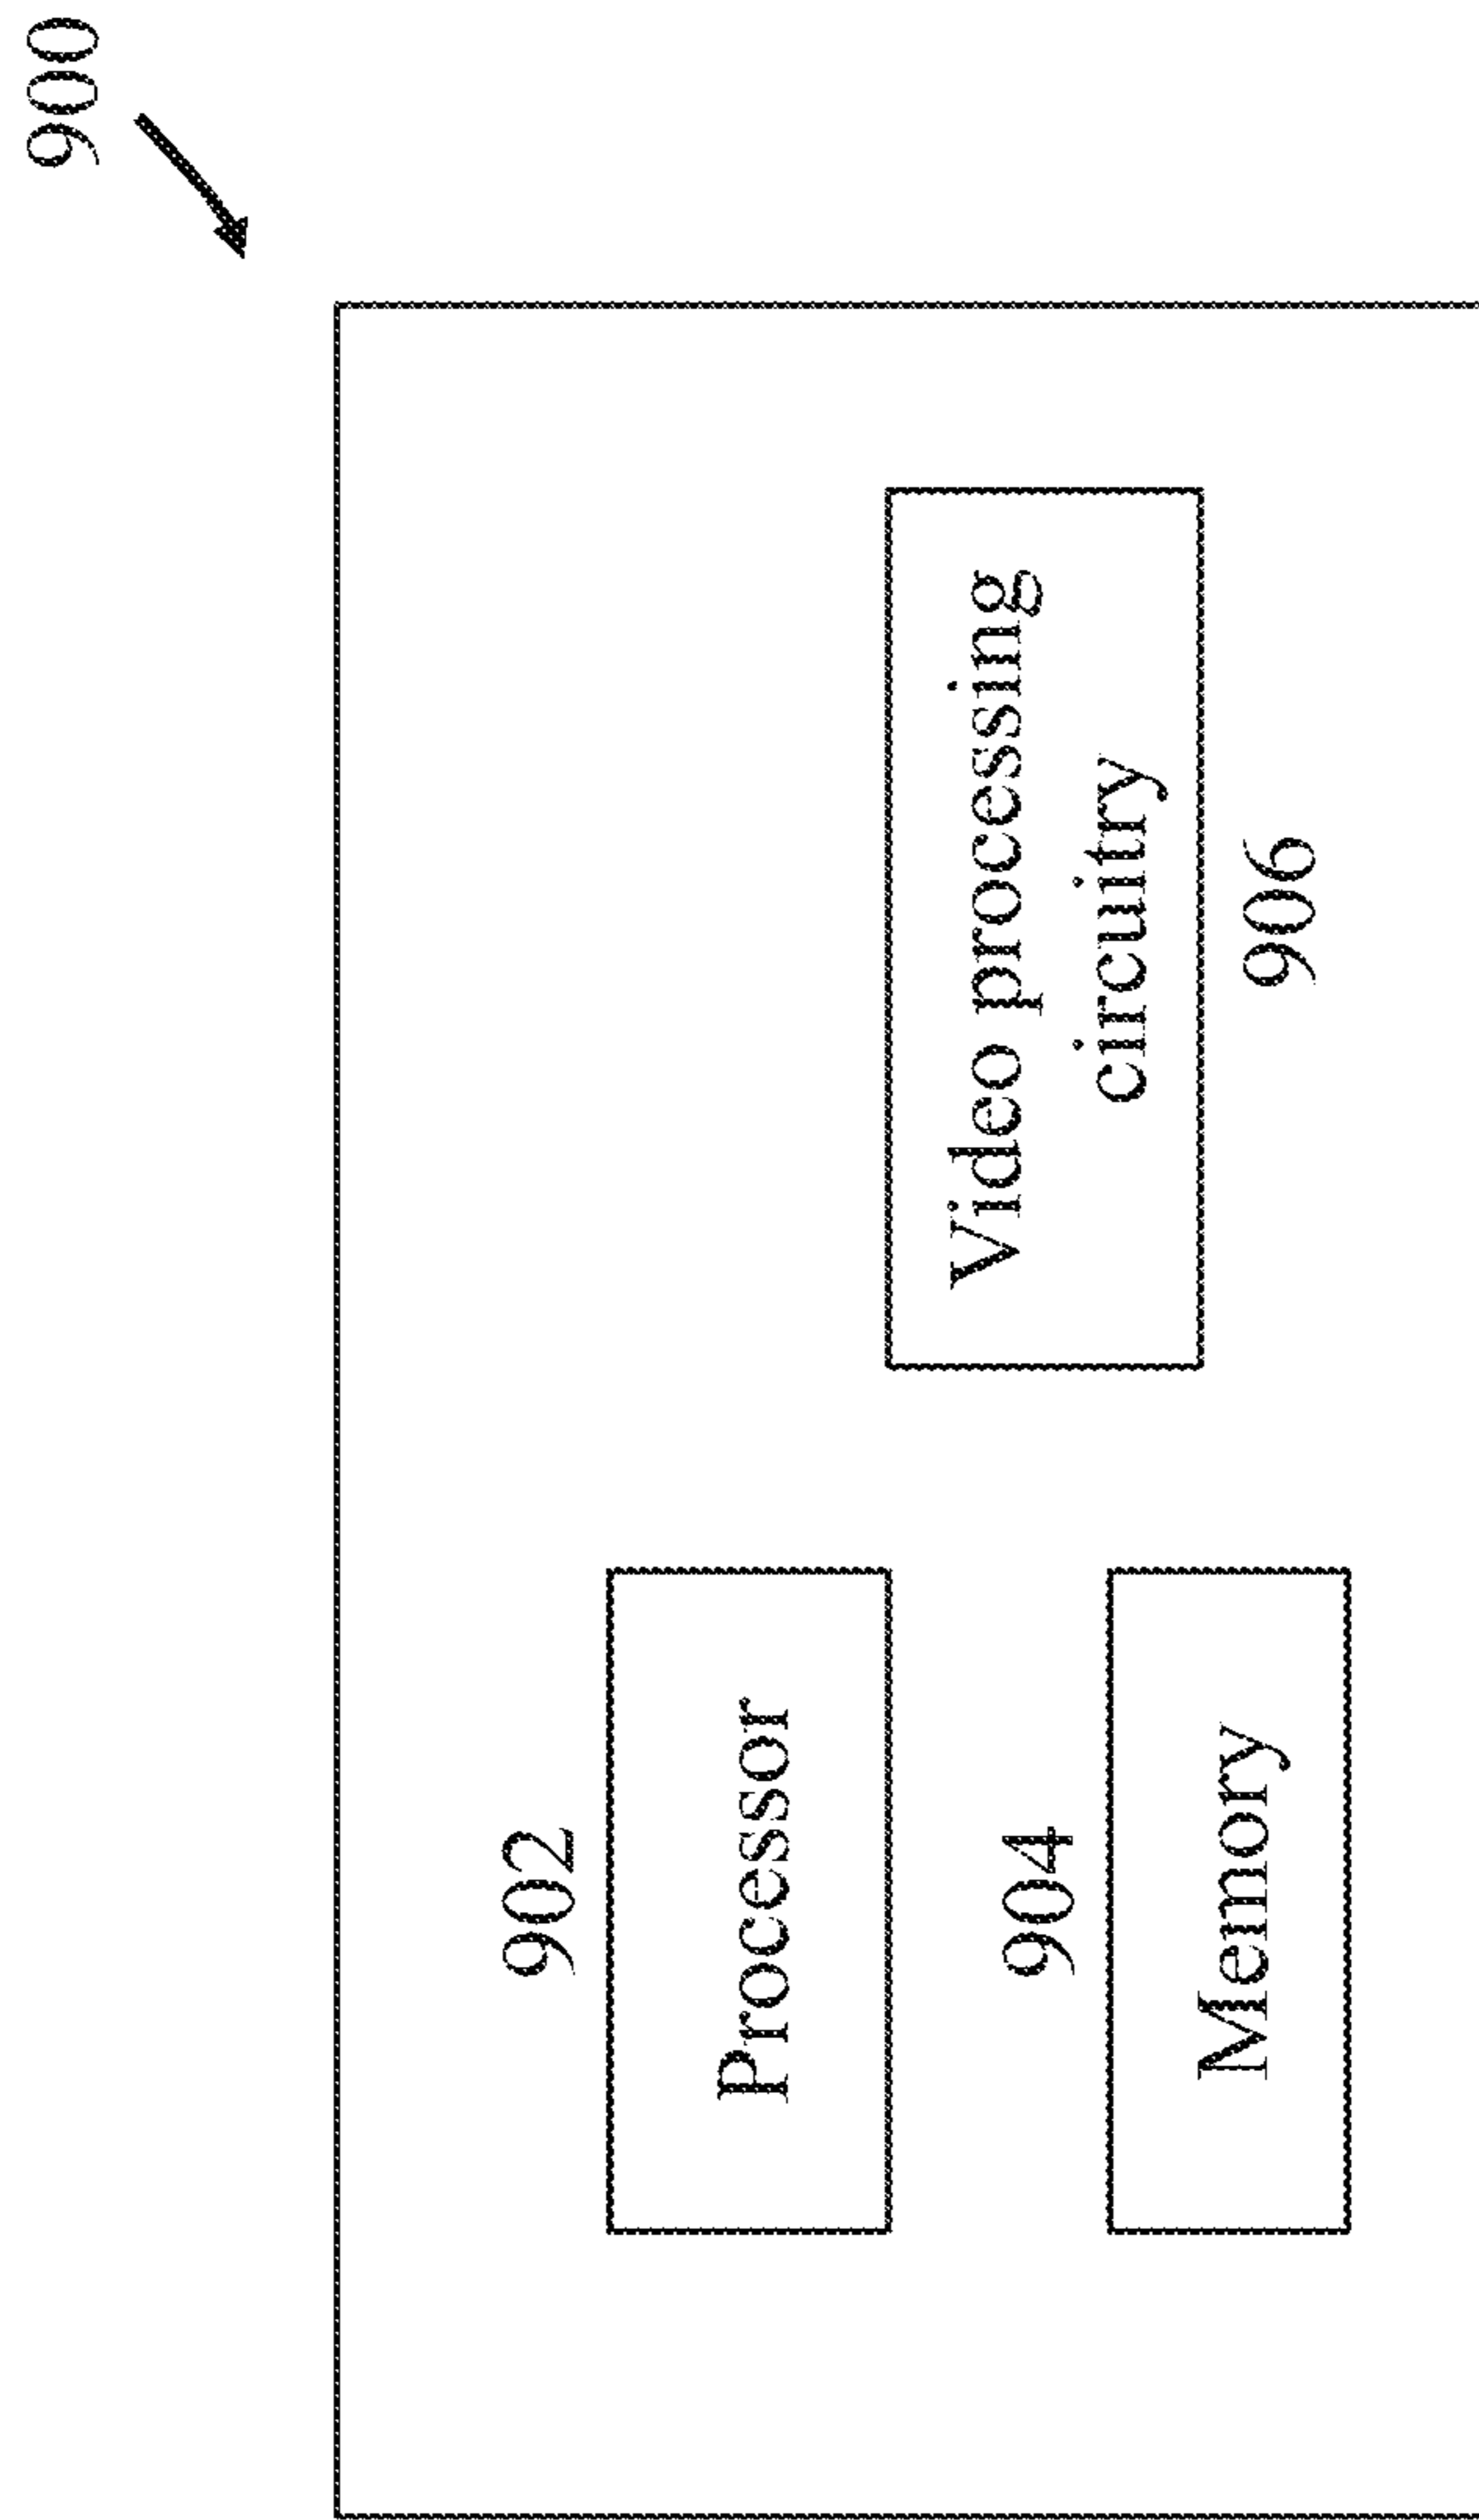 900
902
Processor
904
Memory
Video processing
circuitry
906